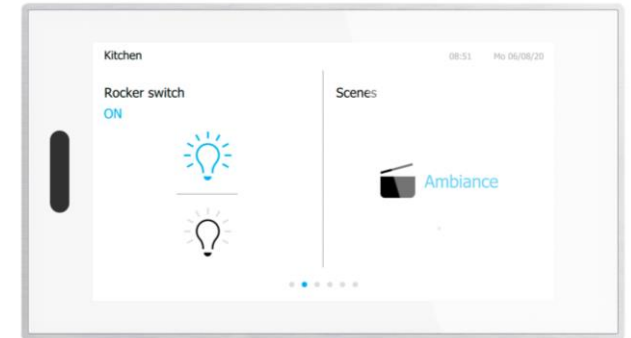 Kitchen
08:51 Mo 06/08/20
Rocker switch
ON
Scenes
Ambiance